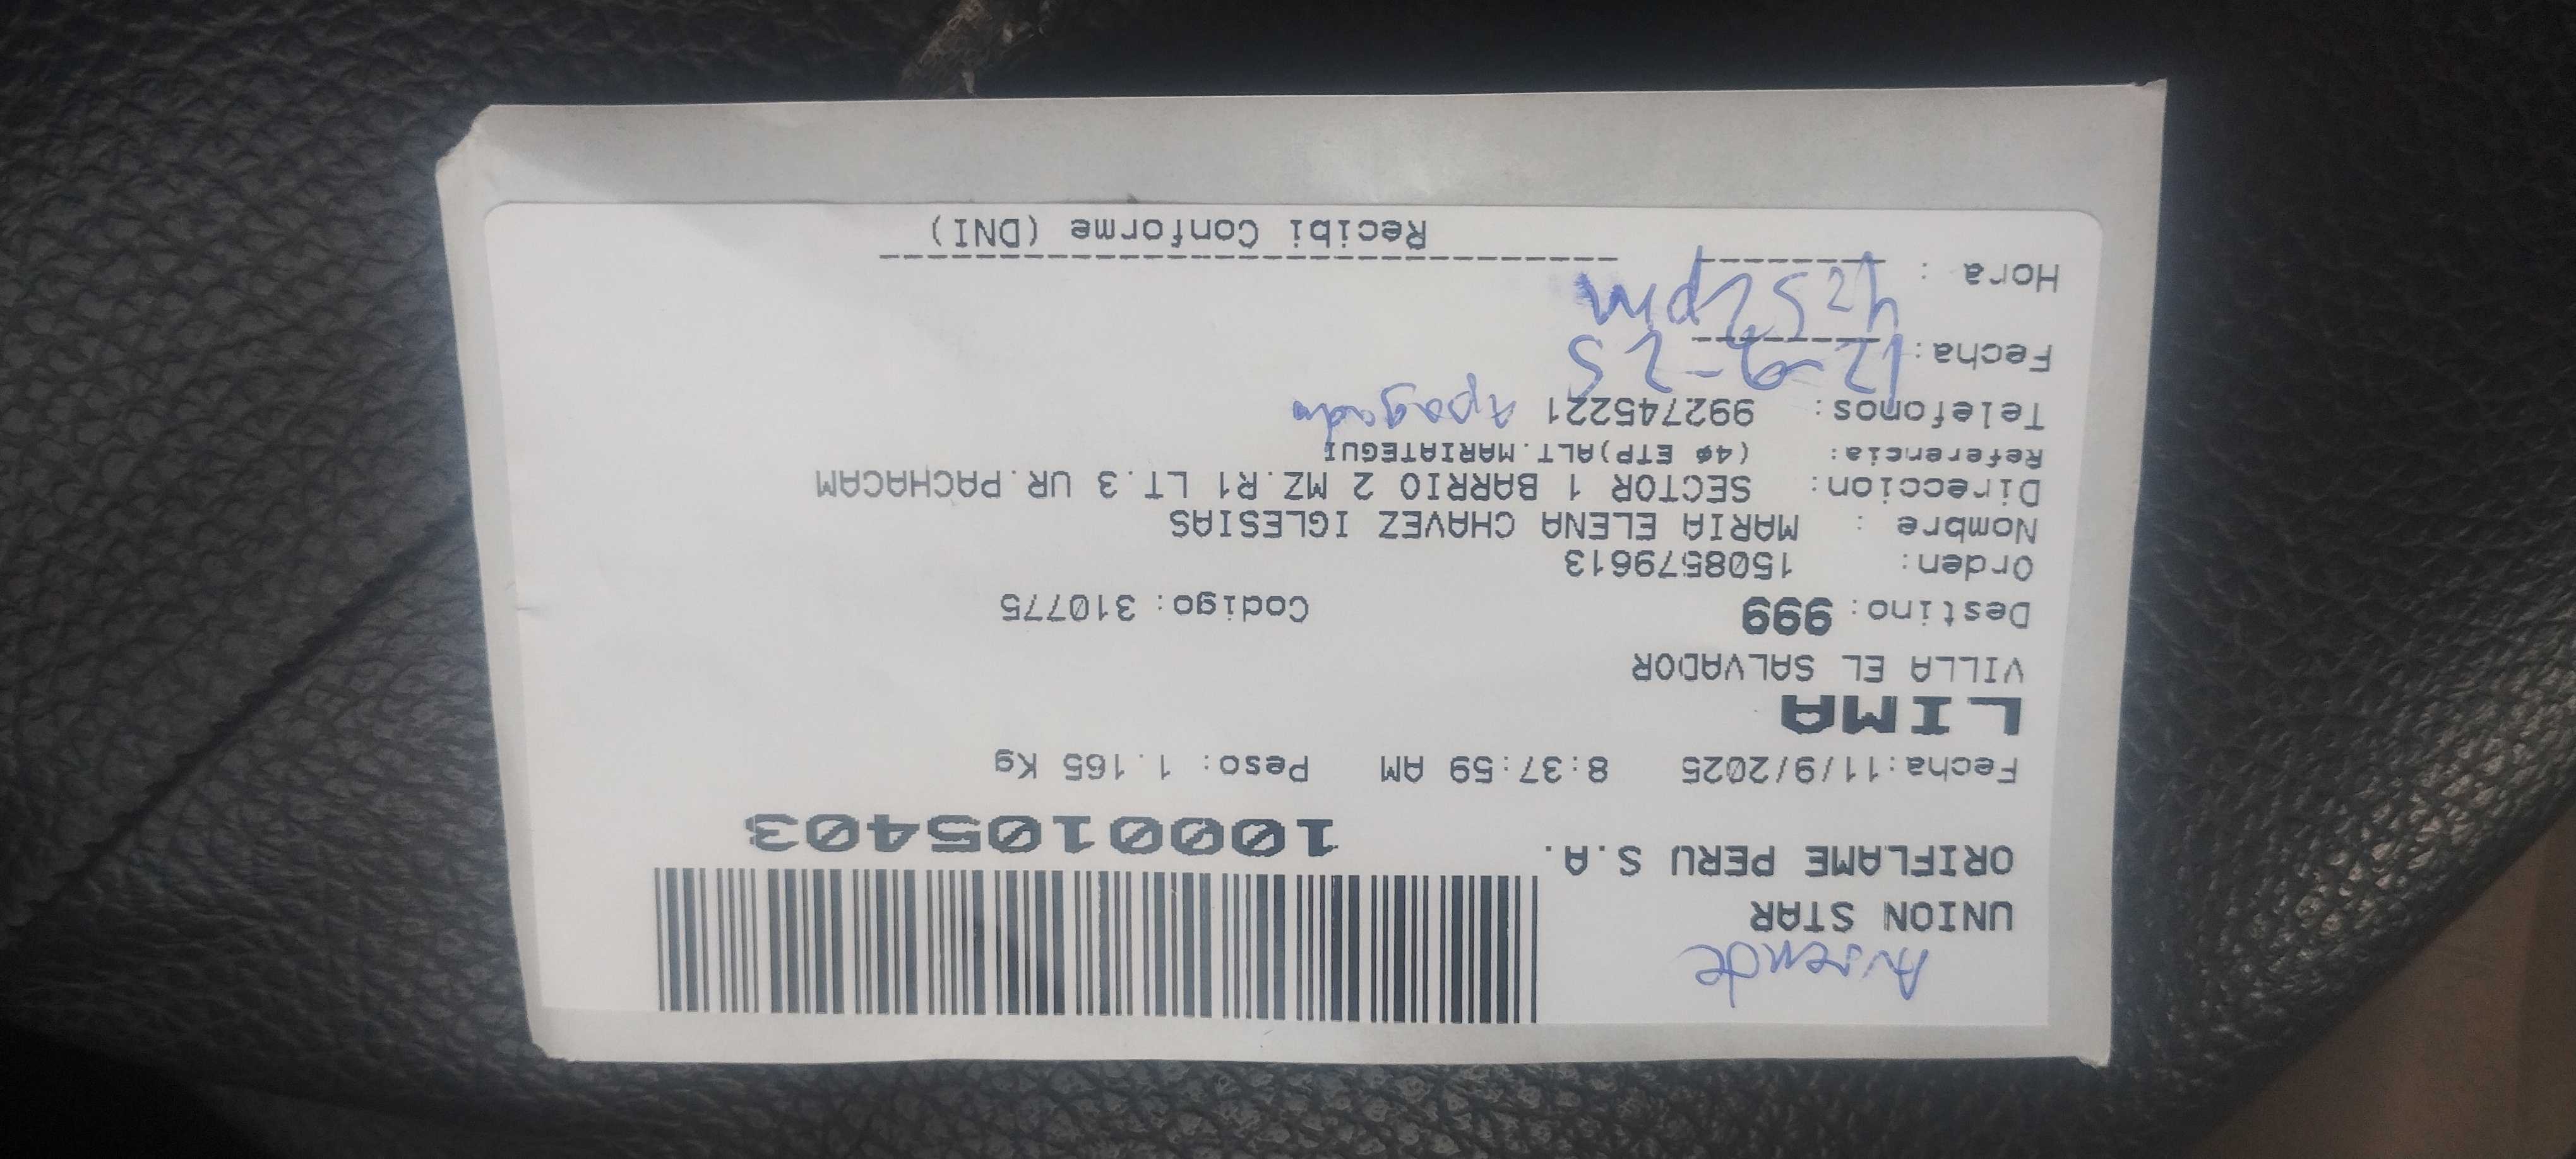 Ausente
UNION STAR
ORIFLAME PERU S.A.
1000105403
Fecha:11/9/2025 8:37:59 AM Peso: 1.165 Kg
LIMA
VILLA EL SALVADOR
Destino: 999 Codigo: 310775
Orden: 1508579613
Nombre : MARIA ELENA CHAVEZ IGLESIAS
Direccion: SECTOR 1 BARRIO 2 MZ.R1 LT.3 UR.PACHACAM
Referencia: (4ø ETP)ALT.MARIATEGUI
Telefonos: 992745221 Apagado
Fecha: 12-9-25
Hora : 4:52pm
Recibi Conforme (DNI)